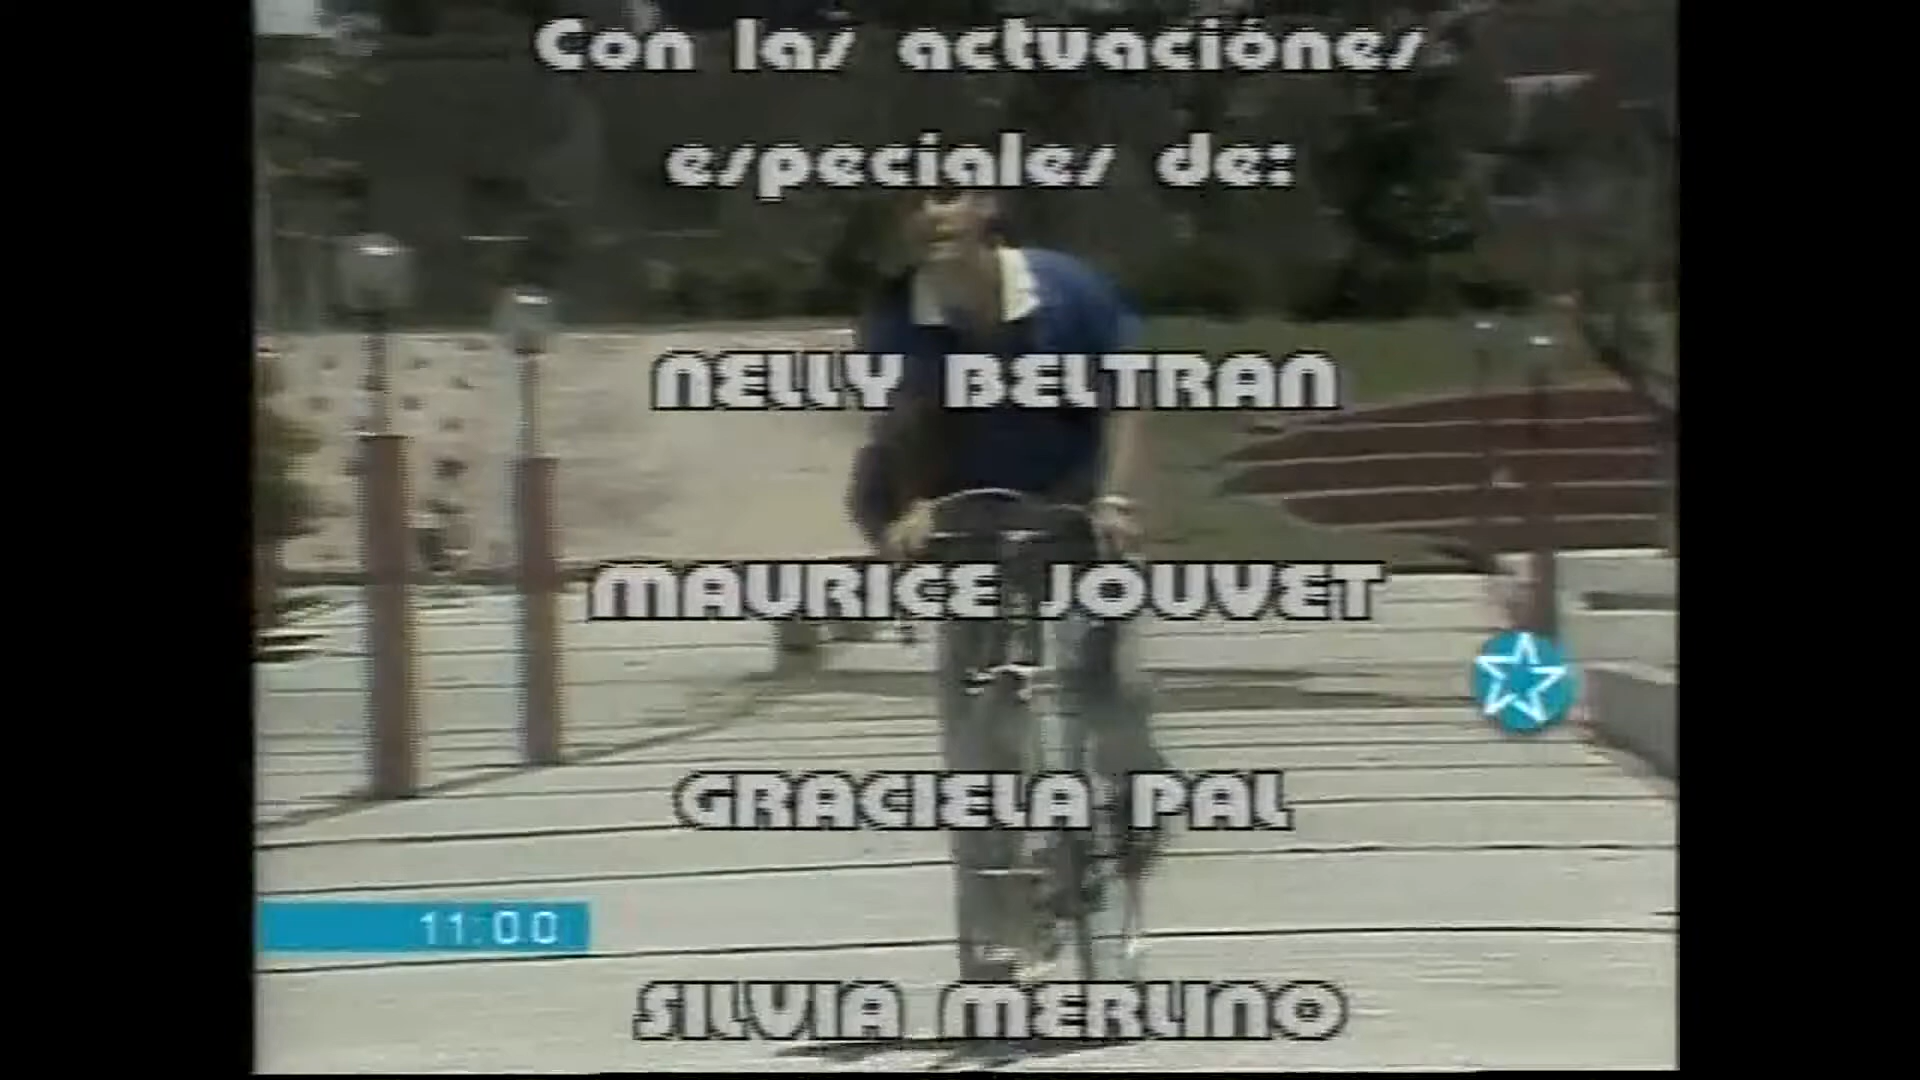 Con las actuaciónes
especiales de:
NELLY BELTRAN
MAURICE JOUVET
GRACIELA PAL
11:00
SILVIA MERLINO